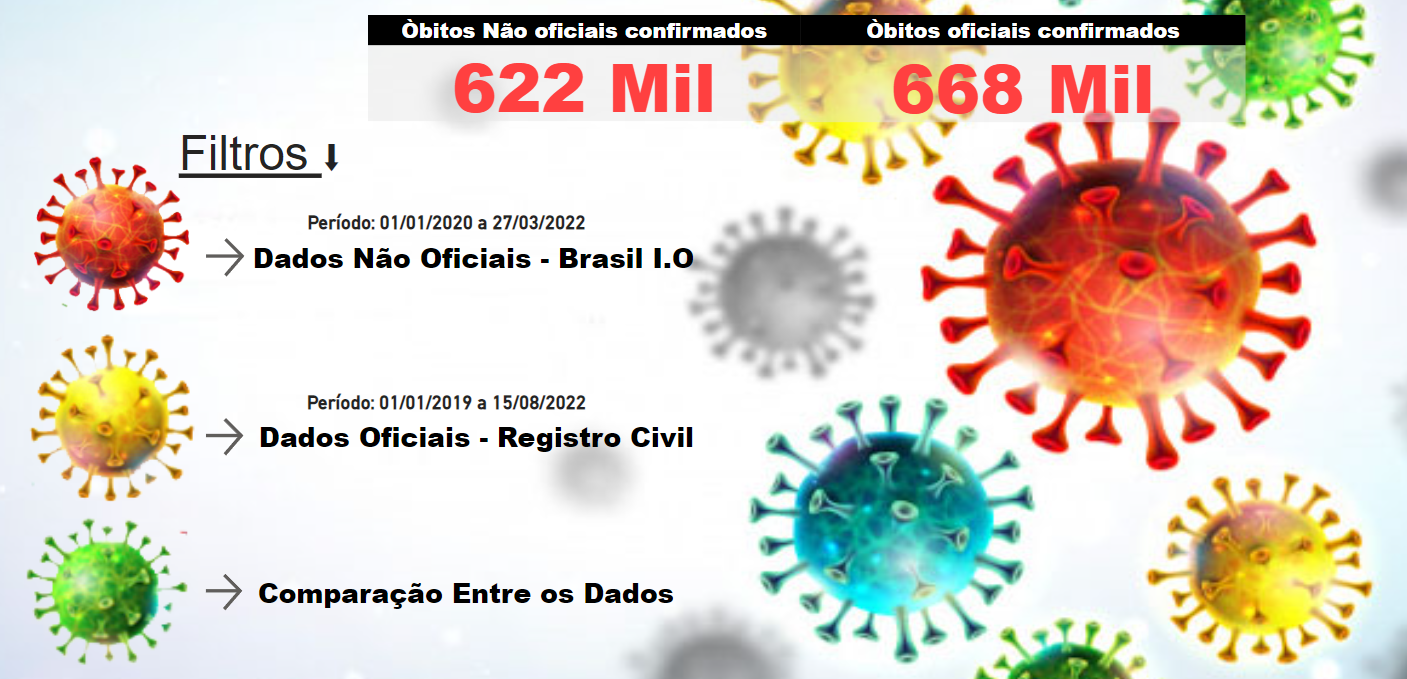 Òbitos Não oficiais confirmados
Òbitos oficiais confirmados
622 Mil
668 Mil
Filtros
Período: 01/01/2020 a 27/03/2022
Dados Não Oficiais - Brasil I.O
Período: 01/01/2019 a 15/08/2022
Dados Oficiais - Registro Civil
Comparação Entre os Dados